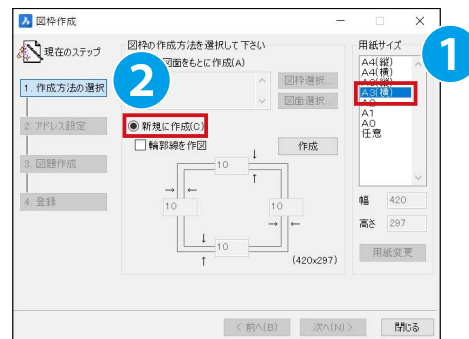 図枠作成
現在のステップ
1. 作成方法の選択
2. アドレス設定
3. 図題作成
4. 登録
図枠の作成方法を選択して下さい
図面をもとに作成(A)
図枠選択...
図面選択...
2
新規に作成(C)
輪郭線を作図
作成
10
10
10
10
(420x297)
用紙サイズ
1
A4(縦)
A4(横)
A3(横)
A2
A1
A0
任意
幅 420
高さ 297
用紙変更
< 前へ(B)
次へ(N) >
閉じる